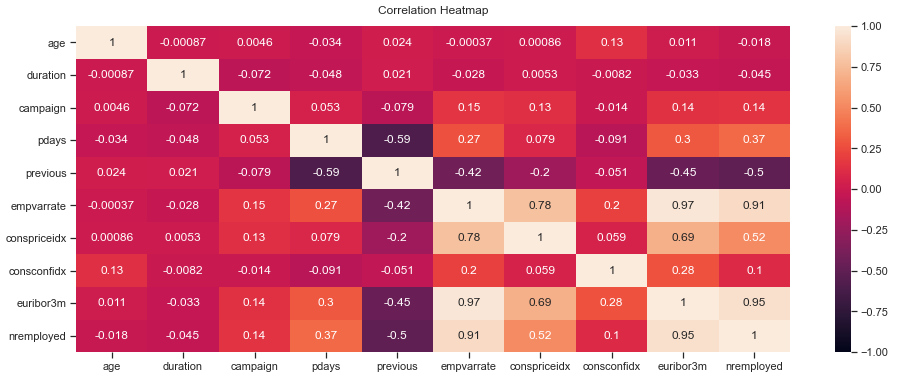 Correlation Heatmap
age 1 -0.00087 0.0046 -0.034 0.024 -0.00037 0.00086 0.13 0.011 -0.018
duration -0.00087 1 -0.072 -0.048 0.021 -0.028 0.0053 -0.0082 -0.033 -0.045
campaign 0.0046 -0.072 1 0.053 -0.079 0.15 0.13 -0.014 0.14 0.14
pdays -0.034 -0.048 0.053 1 -0.59 0.27 0.079 -0.091 0.3 0.37
previous 0.024 0.021 -0.079 -0.59 1 -0.42 -0.2 -0.051 -0.45 -0.5
empvarrate -0.00037 -0.028 0.15 0.27 -0.42 1 0.78 0.2 0.97 0.91
conspriceidx 0.00086 0.0053 0.13 0.079 -0.2 0.78 1 0.059 0.69 0.52
consconfidx 0.13 -0.0082 -0.014 -0.091 -0.051 0.2 0.059 1 0.28 0.1
euribor3m 0.011 -0.033 0.14 0.3 -0.45 0.97 0.69 0.28 1 0.95
nremployed -0.018 -0.045 0.14 0.37 -0.5 0.91 0.52 0.1 0.95 1
age duration campaign pdays previous empvarrate conspriceidx consconfidx euribor3m nremployed
1.00
0.75
0.50
0.25
0.00
−0.25
−0.50
−0.75
−1.00